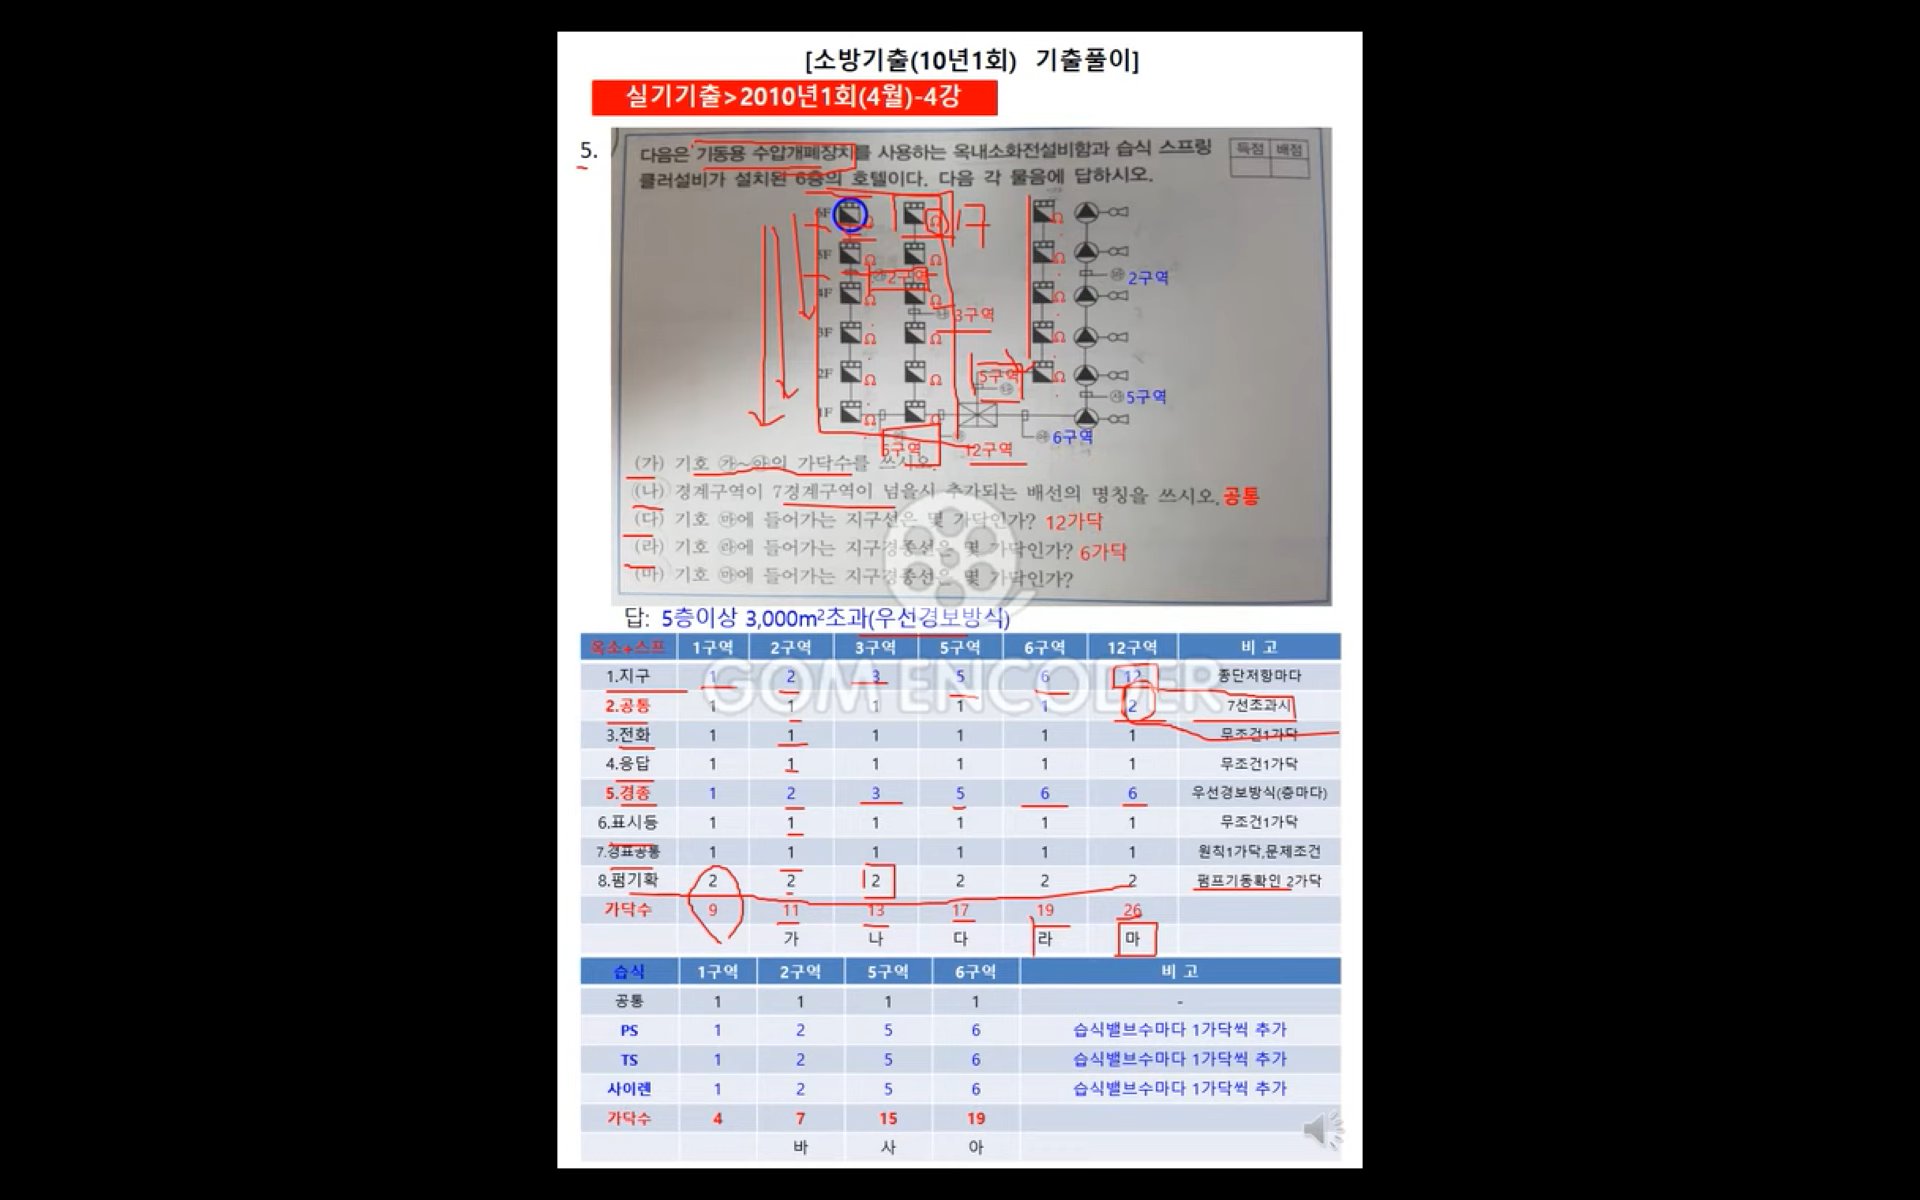 [소방기출(10년1회) 기출풀이]
실기기출>2010년1회(4월)-4강
5.
다음은 기동용 수압개폐장치를 사용하는 옥내소화전설비함과 습식 스프링
클러설비가 설치된 6층의 호텔이다. 다음 각 물음에 답하시오.
득점 배점
6F Ω Ω 17 Ω
5F Ω Ω Ω
2구역 2구역
4F Ω Ω Ω
3구역
3F Ω Ω Ω
2F Ω Ω 5구역 Ω
5구역
1F Ω Ω
6구역 12구역 6구역
(가) 기호 ㉮~㉵의 가닥수를 쓰시오.
(나) 경계구역이 7경계구역이 넘을시 추가되는 배선의 명칭을 쓰시오. 공통
(다) 기호 ㉲에 들어가는 지구선은 몇 가닥인가? 12가닥
(라) 기호 ㉱에 들어가는 지구경종선은 몇 가닥인가? 6가닥
(마) 기호 ㉲에 들어가는 지구경종선은 몇 가닥인가?
답: 5층이상 3,000m²초과(우선경보방식)
옥소+스프 1구역 2구역 3구역 5구역 6구역 12구역 비 고
1.지구 1 2 3 5 6 12 종단저항마다
2.공통 1 1 1 1 1 2 7선초과시
3.전화 1 1 1 1 1 1 무조건1가닥
4.응답 1 1 1 1 1 1 무조건1가닥
5.경종 1 2 3 5 6 6 우선경보방식(층마다)
6.표시등 1 1 1 1 1 1 무조건1가닥
7.경표공통 1 1 1 1 1 1 원칙1가닥,문제조건
8.펌기확 2 2 2 2 2 2 펌프기동확인 2가닥
가닥수 9 11 13 17 19 26
가 나 다 라 마
습식 1구역 2구역 5구역 6구역 비 고
공통 1 1 1 1 -
PS 1 2 5 6 습식밸브수마다 1가닥씩 추가
TS 1 2 5 6 습식밸브수마다 1가닥씩 추가
사이렌 1 2 5 6 습식밸브수마다 1가닥씩 추가
가닥수 4 7 15 19
바 사 아
GOM ENCODER